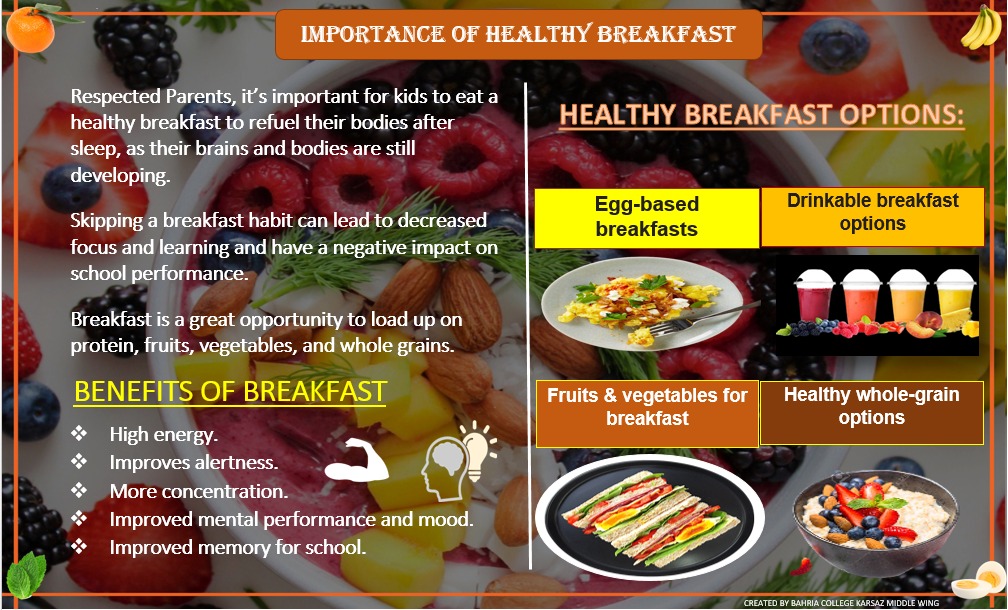 IMPORTANCE OF HEALTHY BREAKFAST
Respected Parents, it's important for kids to eat a
healthy breakfast to refuel their bodies after
sleep, as their brains and bodies are still
developing.
Skipping a breakfast habit can lead to decreased
focus and learning and have a negative impact on
school performance.
Breakfast is a great opportunity to load up on
protein, fruits, vegetables, and whole grains.
BENEFITS OF BREAKFAST
❖ High energy.
❖ Improves alertness.
❖ More concentration.
❖ Improved mental performance and mood.
❖ Improved memory for school.
HEALTHY BREAKFAST OPTIONS:
Egg-based
breakfasts
Drinkable breakfast
options
Fruits & vegetables for
breakfast
Healthy whole-grain
options
CREATED BY BAHRIA COLLEGE KARSAZ MIDDLE WING